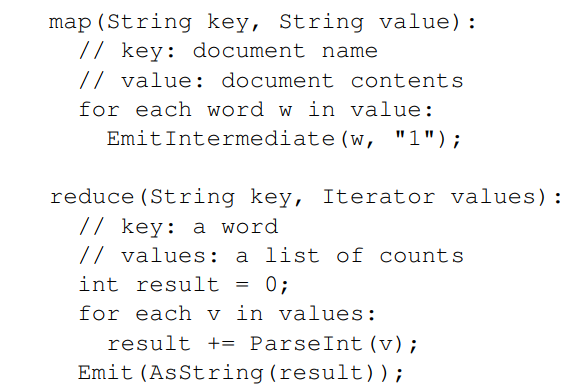 map(String key, String value):
// key: document name
// value: document contents
for each word w in value:
EmitIntermediate(w, "1");
reduce(String key, Iterator values):
// key: a word
// values: a list of counts
int result = 0;
for each v in values:
result += ParseInt(v);
Emit(AsString(result));